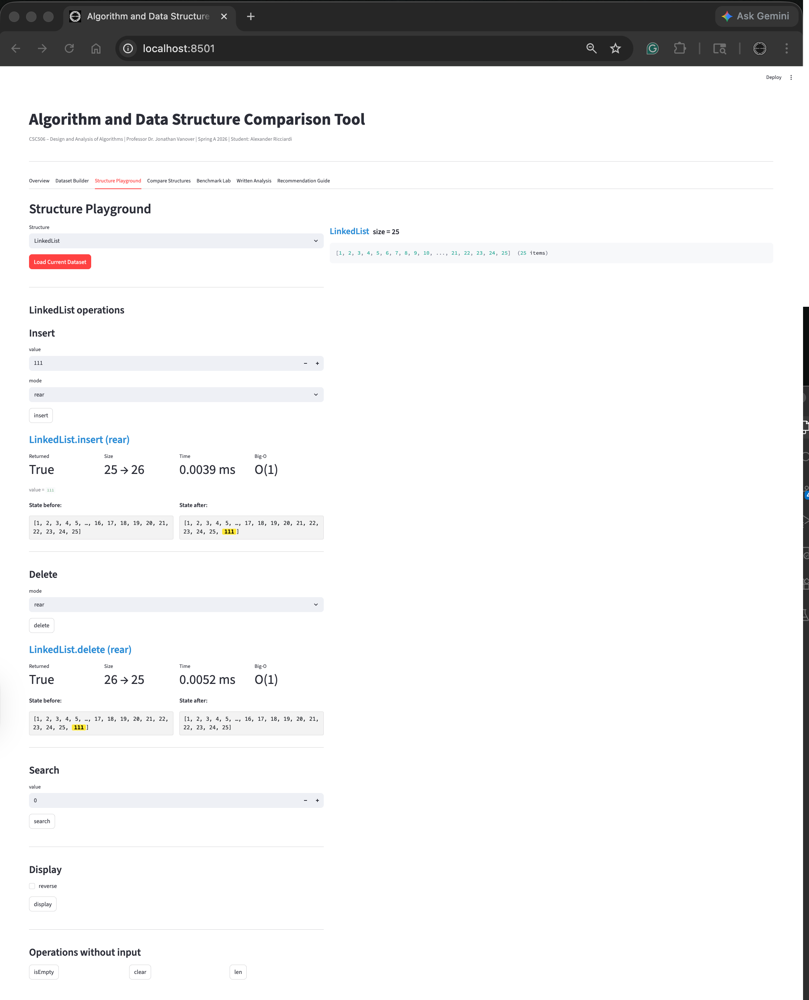 Algorithm and Data Structure
Ask Gemini
localhost:8501
Deploy
Algorithm and Data Structure Comparison Tool
CSC506 – Design and Analysis of Algorithms | Professor Dr. Jonathan Vanover | Spring A 2026 | Student: Alexander Ricciardi
Overview Dataset Builder Structure Playground Compare Structures Benchmark Lab Written Analysis Recommendation Guide
Structure Playground
Structure
LinkedList
Load Current Dataset
LinkedList size = 25
[1, 2, 3, 4, 5, 6, 7, 8, 9, 10, ..., 21, 22, 23, 24, 25] (25 items)
LinkedList operations
Insert
value
111
mode
rear
insert
LinkedList.insert (rear)
Returned Size Time Big-O
True 25 → 26 0.0039 ms O(1)
value = 111
State before: State after:
[1, 2, 3, 4, 5, …, 16, 17, 18, 19, 20, 21,
22, 23, 24, 25]
[1, 2, 3, 4, 5, …, 17, 18, 19, 20, 21, 22,
23, 24, 25, 111]
Delete
mode
rear
delete
LinkedList.delete (rear)
Returned Size Time Big-O
True 26 → 25 0.0052 ms O(1)
State before: State after:
[1, 2, 3, 4, 5, …, 17, 18, 19, 20, 21, 22,
23, 24, 25, 111]
[1, 2, 3, 4, 5, …, 16, 17, 18, 19, 20, 21,
22, 23, 24, 25]
Search
value
0
search
Display
reverse
display
Operations without input
isEmpty clear len